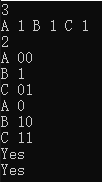 3
A 1 B 1 C 1
2
A 00
B 1
C 01
A 0
B 10
C 11
Yes
Yes